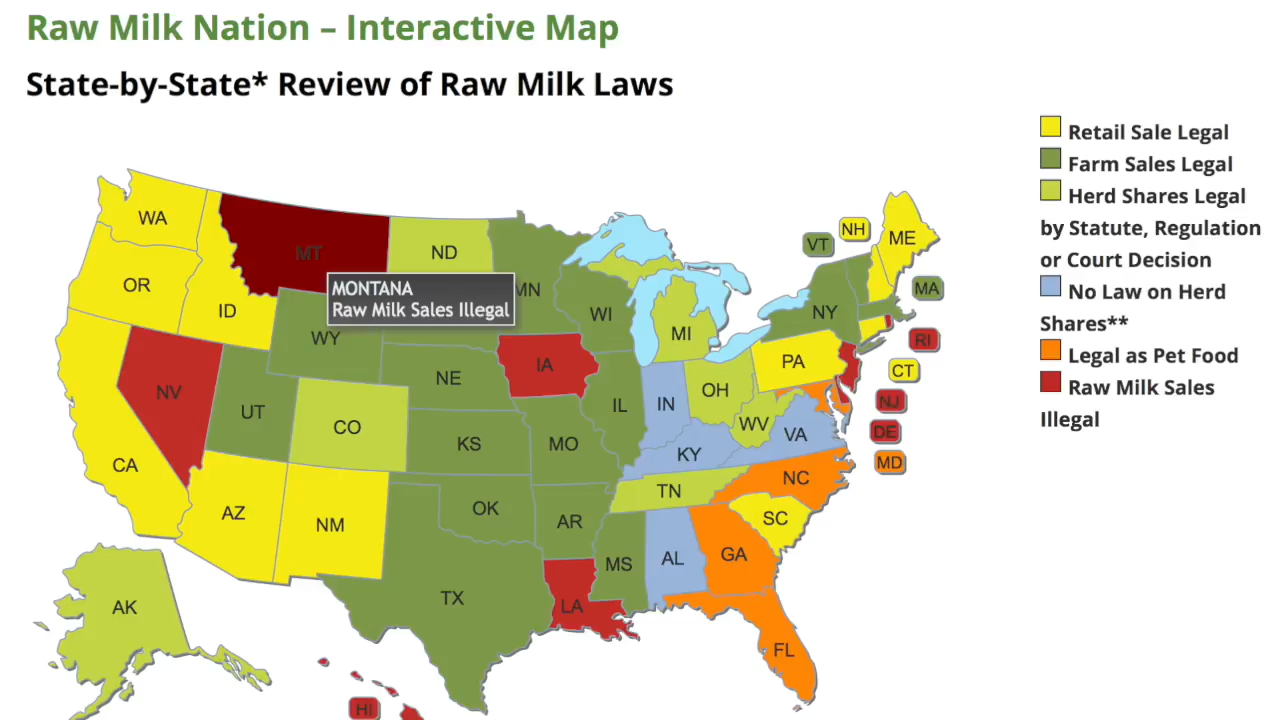 Raw Milk Nation – Interactive Map
State-by-State* Review of Raw Milk Laws
Retail Sale Legal
Farm Sales Legal
Herd Shares Legal
by Statute, Regulation
or Court Decision
No Law on Herd
Shares**
Legal as Pet Food
Raw Milk Sales
Illegal
WA
MT
ND
MN
VT
NH
ME
OR
ID
MONTANA
Raw Milk Sales Illegal
WY
WI
MI
NY
MA
RI
NV
UT
CO
NE
IA
IL
IN
OH
PA
CT
NJ
CA
KS
MO
KY
WV
VA
DE
MD
AZ
NM
OK
AR
TN
NC
SC
TX
LA
MS
AL
GA
FL
AK
HI